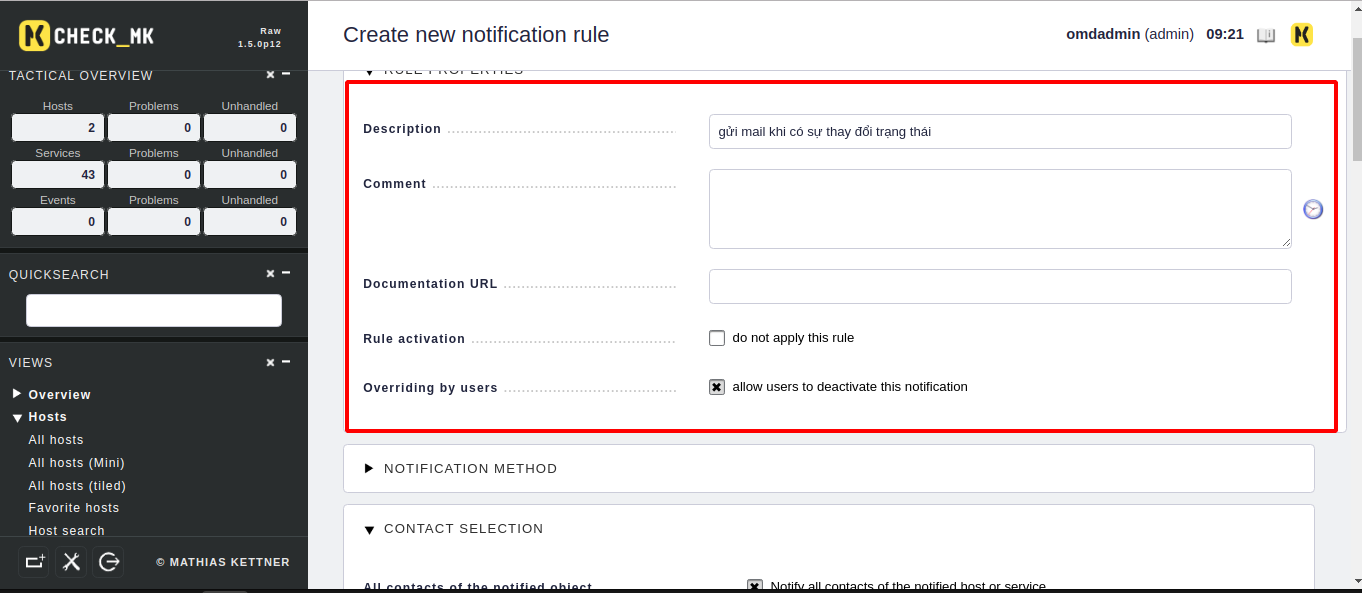 CHECK_MK
Raw
1.5.0p12
Create new notification rule
omdadmin (admin) 09:21
TACTICAL OVERVIEW
Hosts Problems Unhandled
2 0 0
Services Problems Unhandled
43 0 0
Events Problems Unhandled
0 0 0
QUICKSEARCH
VIEWS
Overview
Hosts
All hosts
All hosts (Mini)
All hosts (tiled)
Favorite hosts
Host search
© MATHIAS KETTNER
RULE PROPERTIES
Description gửi mail khi có sự thay đổi trạng thái
Comment
Documentation URL
Rule activation do not apply this rule
Overriding by users allow users to deactivate this notification
NOTIFICATION METHOD
CONTACT SELECTION
All contacts of the notified object Notify all contacts of the notified host or service